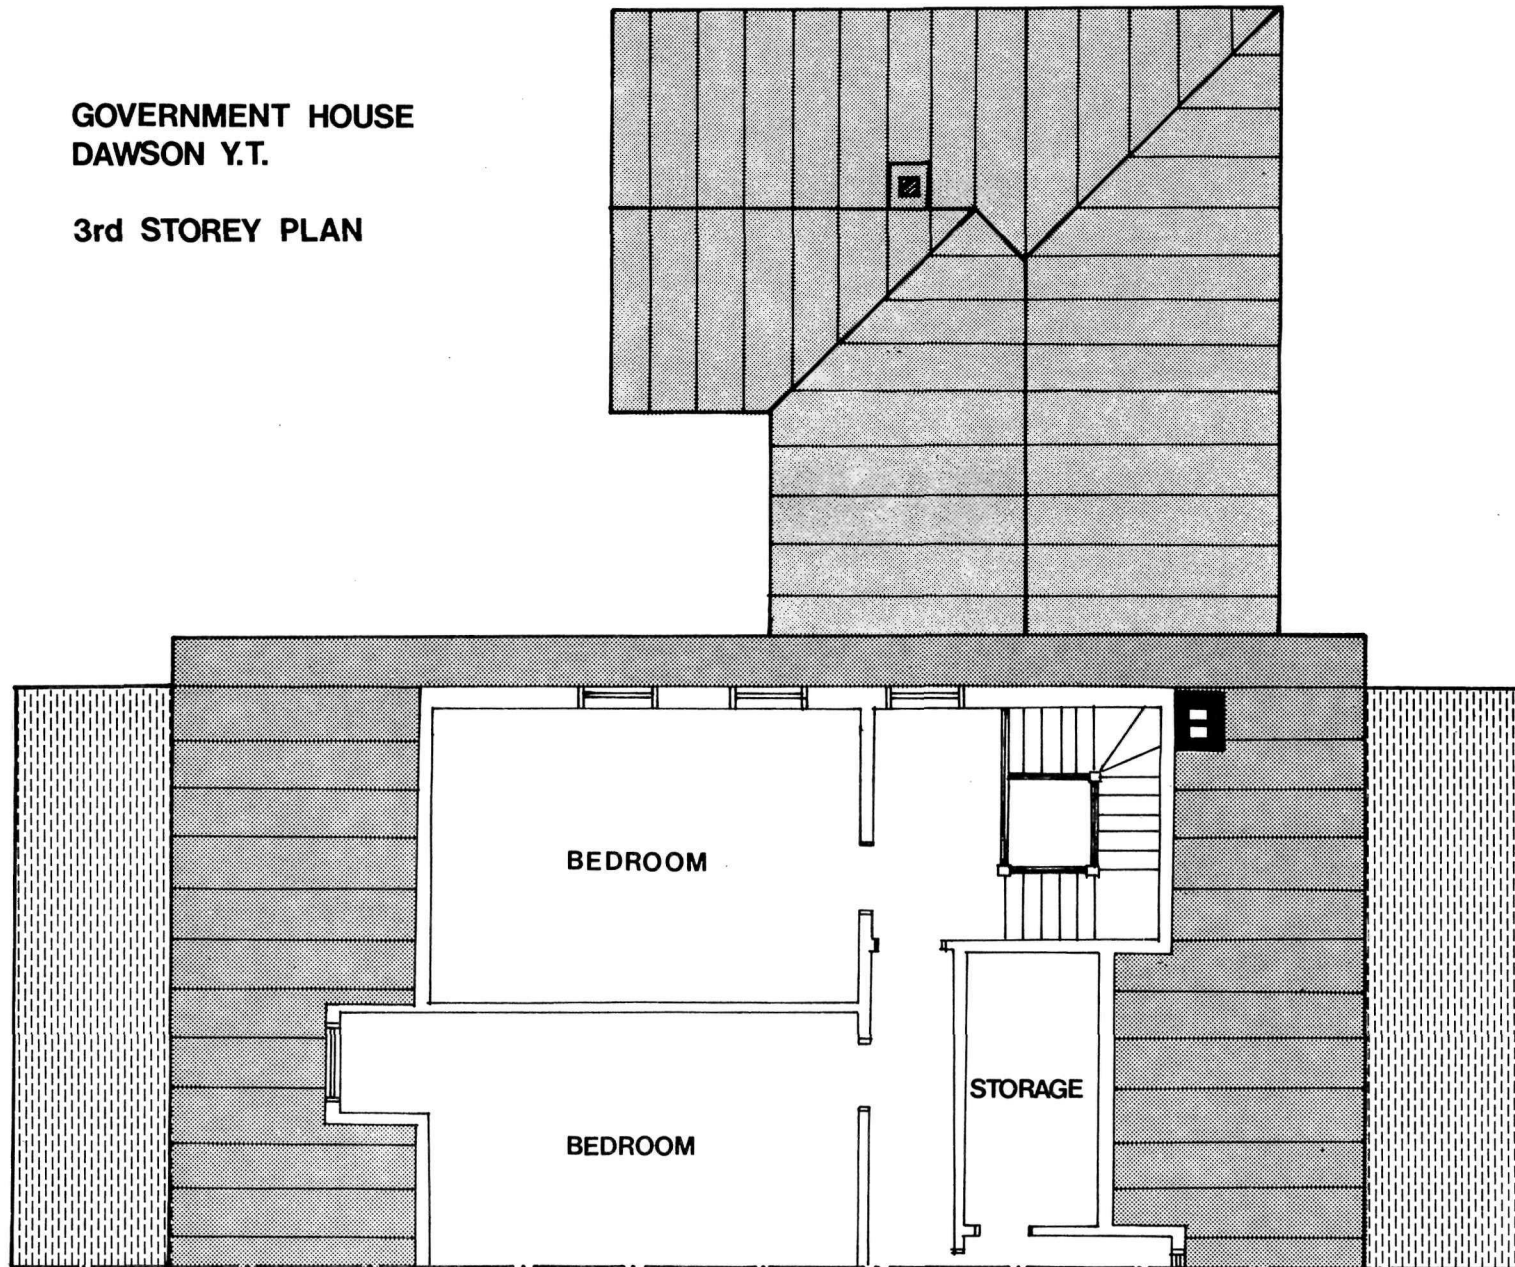 GOVERNMENT HOUSE
DAWSON Y.T.
3rd STOREY PLAN
BEDROOM
STORAGE
BEDROOM